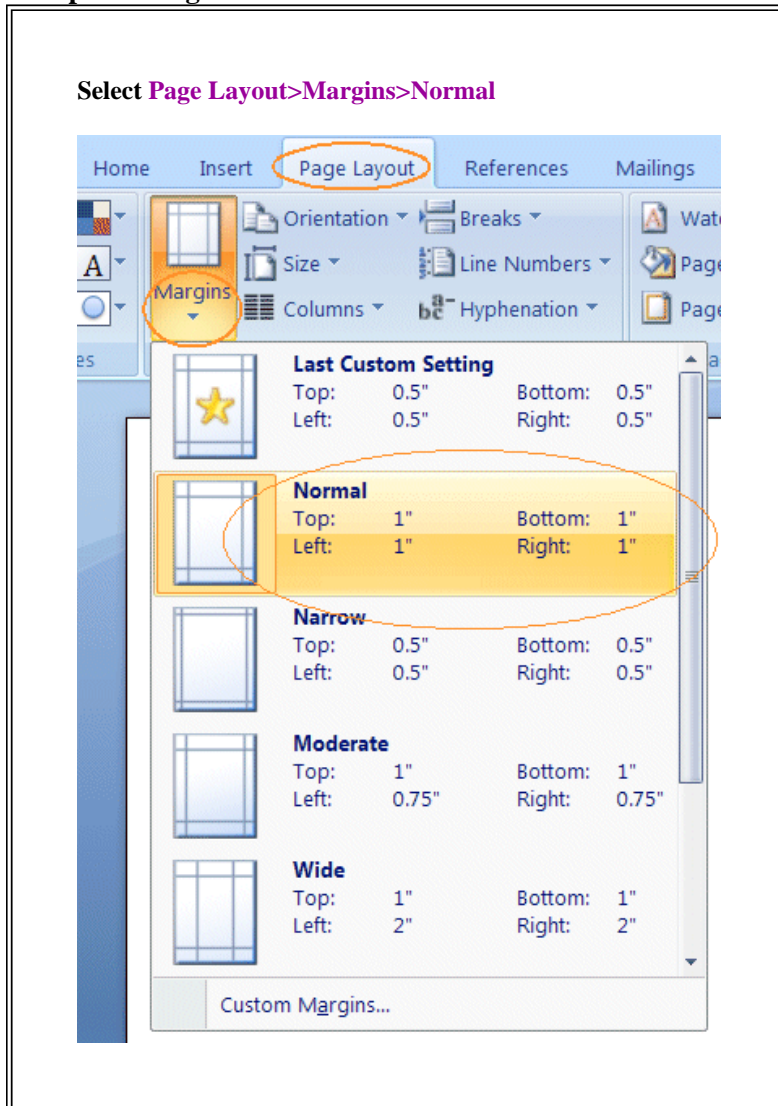 Select Page Layout>Margins>Normal
Home Insert Page Layout References Mailings
Orientation Breaks
A Size Line Numbers Page
Margins Columns Hyphenation Page
Last Custom Setting
Top: 0.5" Bottom: 0.5"
Left: 0.5" Right: 0.5"
Normal
Top: 1" Bottom: 1"
Left: 1" Right: 1"
Narrow
Top: 0.5" Bottom: 0.5"
Left: 0.5" Right: 0.5"
Moderate
Top: 1" Bottom: 1"
Left: 0.75" Right: 0.75"
Wide
Top: 1" Bottom: 1"
Left: 2" Right: 2"
Custom Margins...